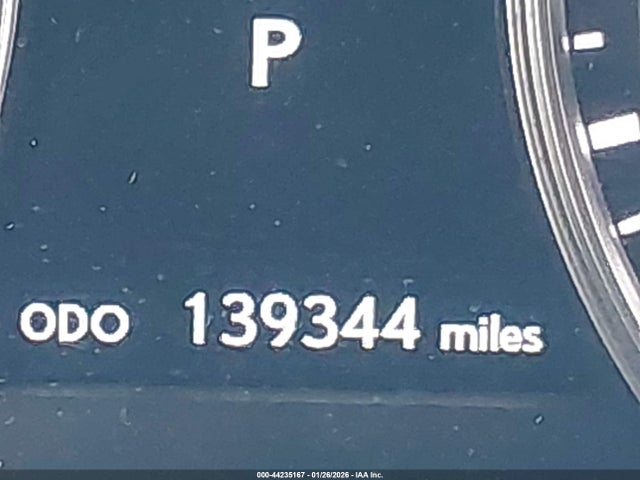 P
ODO 139344 miles
000-44235167 - 01/26/2026 - IAA Inc.